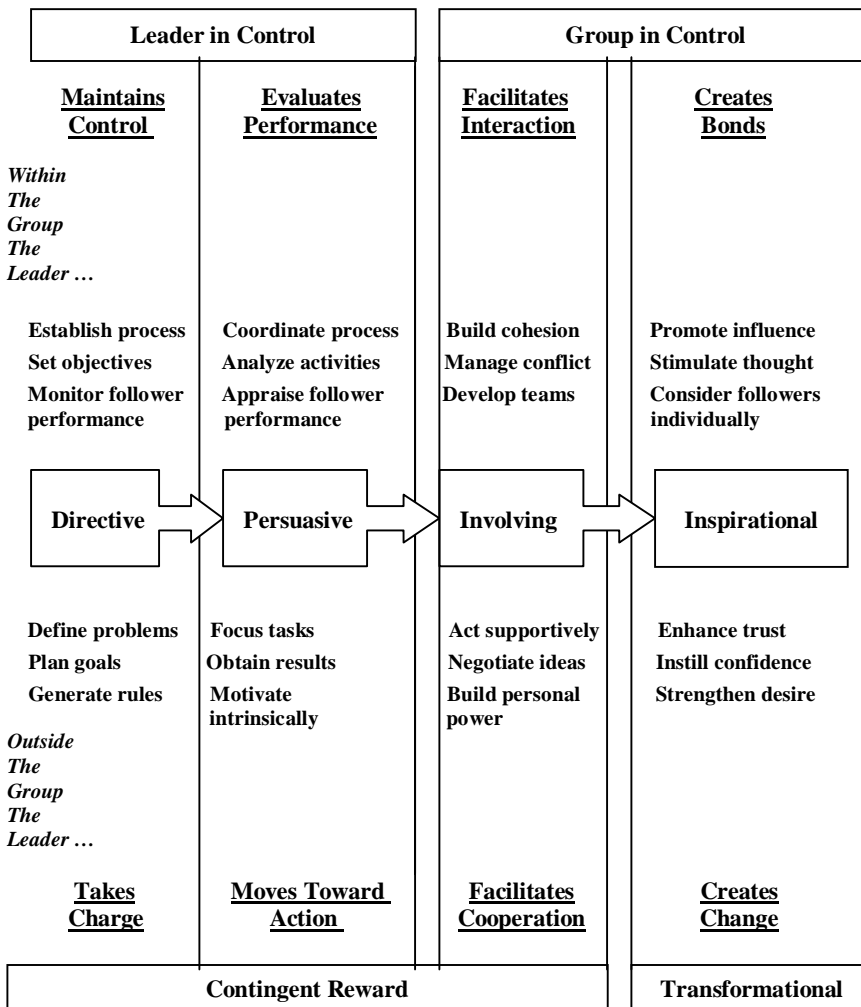 Leader in Control
Group in Control
Maintains
Control
Evaluates
Performance
Facilitates
Interaction
Creates
Bonds
Within
The
Group
The
Leader …
Establish process
Set objectives
Monitor follower
performance
Coordinate process
Analyze activities
Appraise follower
performance
Build cohesion
Manage conflict
Develop teams
Promote influence
Stimulate thought
Consider followers
individually
Directive
Persuasive
Involving
Inspirational
Define problems
Plan goals
Generate rules
Focus tasks
Obtain results
Motivate
intrinsically
Act supportively
Negotiate ideas
Build personal
power
Enhance trust
Instill confidence
Strengthen desire
Outside
The
Group
The
Leader …
Takes
Charge
Moves Toward
Action
Facilitates
Cooperation
Creates
Change
Contingent Reward
Transformational